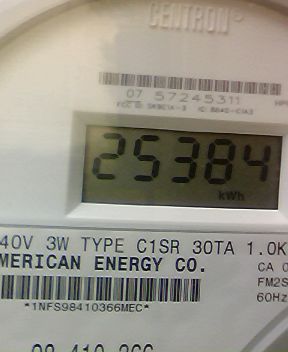 CENTRON
07 57245311
25384
kWh
40V 3W TYPE C1SR 30TA 1.0K
MERICAN ENERGY CO.
CA 0
FM2S
60Hz
*1NFS98410366MEC*